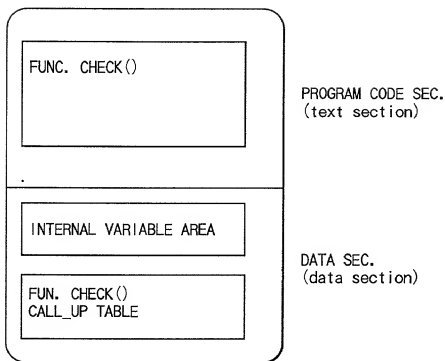 FUNC. CHECK()
PROGRAM CODE SEC.
(text section)
INTERNAL VARIABLE AREA
DATA SEC.
(data section)
FUN. CHECK()
CALL_UP TABLE